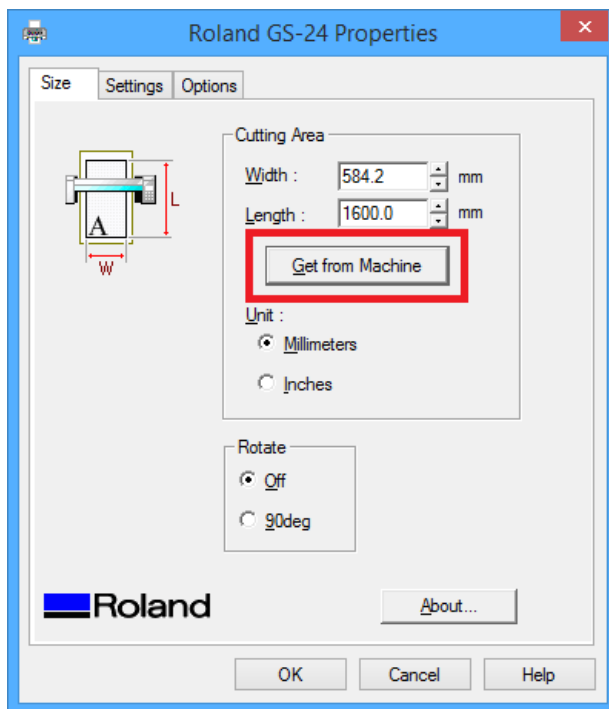 Roland GS-24 Properties
Size Settings Options
Cutting Area
Width : 584.2 mm
Length : 1600.0 mm
L
A
W
Get from Machine
Unit :
Millimeters
Inches
Rotate
Off
90deg
Roland
About...
OK Cancel Help